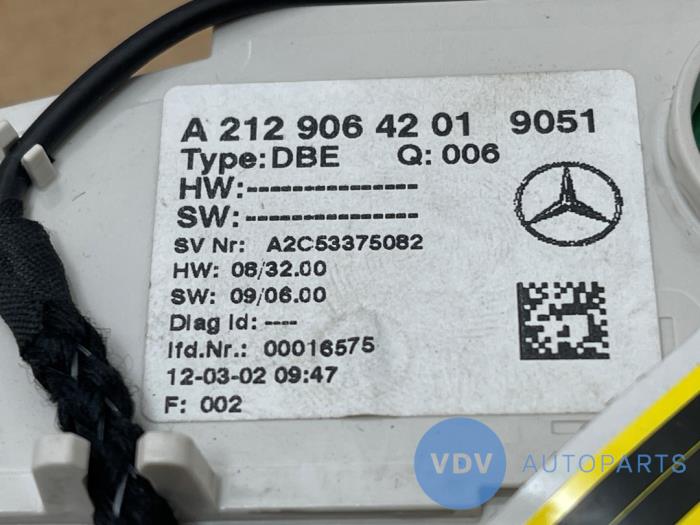 A 212 906 42 01 9051
Type: DBE Q: 006
HW:---------------
SW:---------------
SV Nr: A2C53375082
HW: 08/32.00
SW: 09/06.00
Diag Id: ----
lfd.Nr.: 00016575
12-03-02 09:47
F: 002
VDV AUTOPARTS